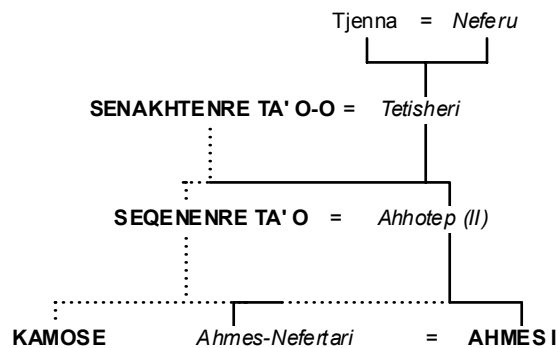 Tjenna = Neferu
SENAKHTENRE TA' O-O = Tetisheri
SEQENENRE TA' O = Ahhotep (II)
KAMOSE Ahmes-Nefertari = AHMES I